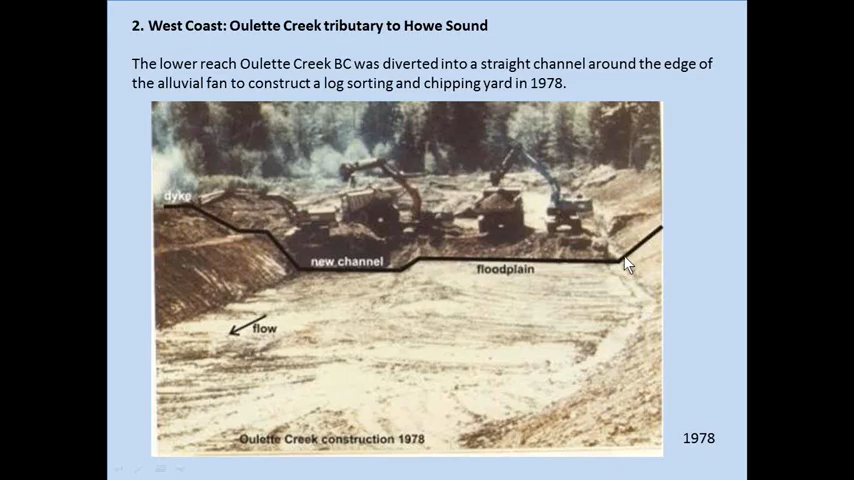 2. West Coast: Oulette Creek tributary to Howe Sound
The lower reach Oulette Creek BC was diverted into a straight channel around the edge of
the alluvial fan to construct a log sorting and chipping yard in 1978.
dyke
new channel
floodplain
flow
Oulette Creek construction 1978
1978